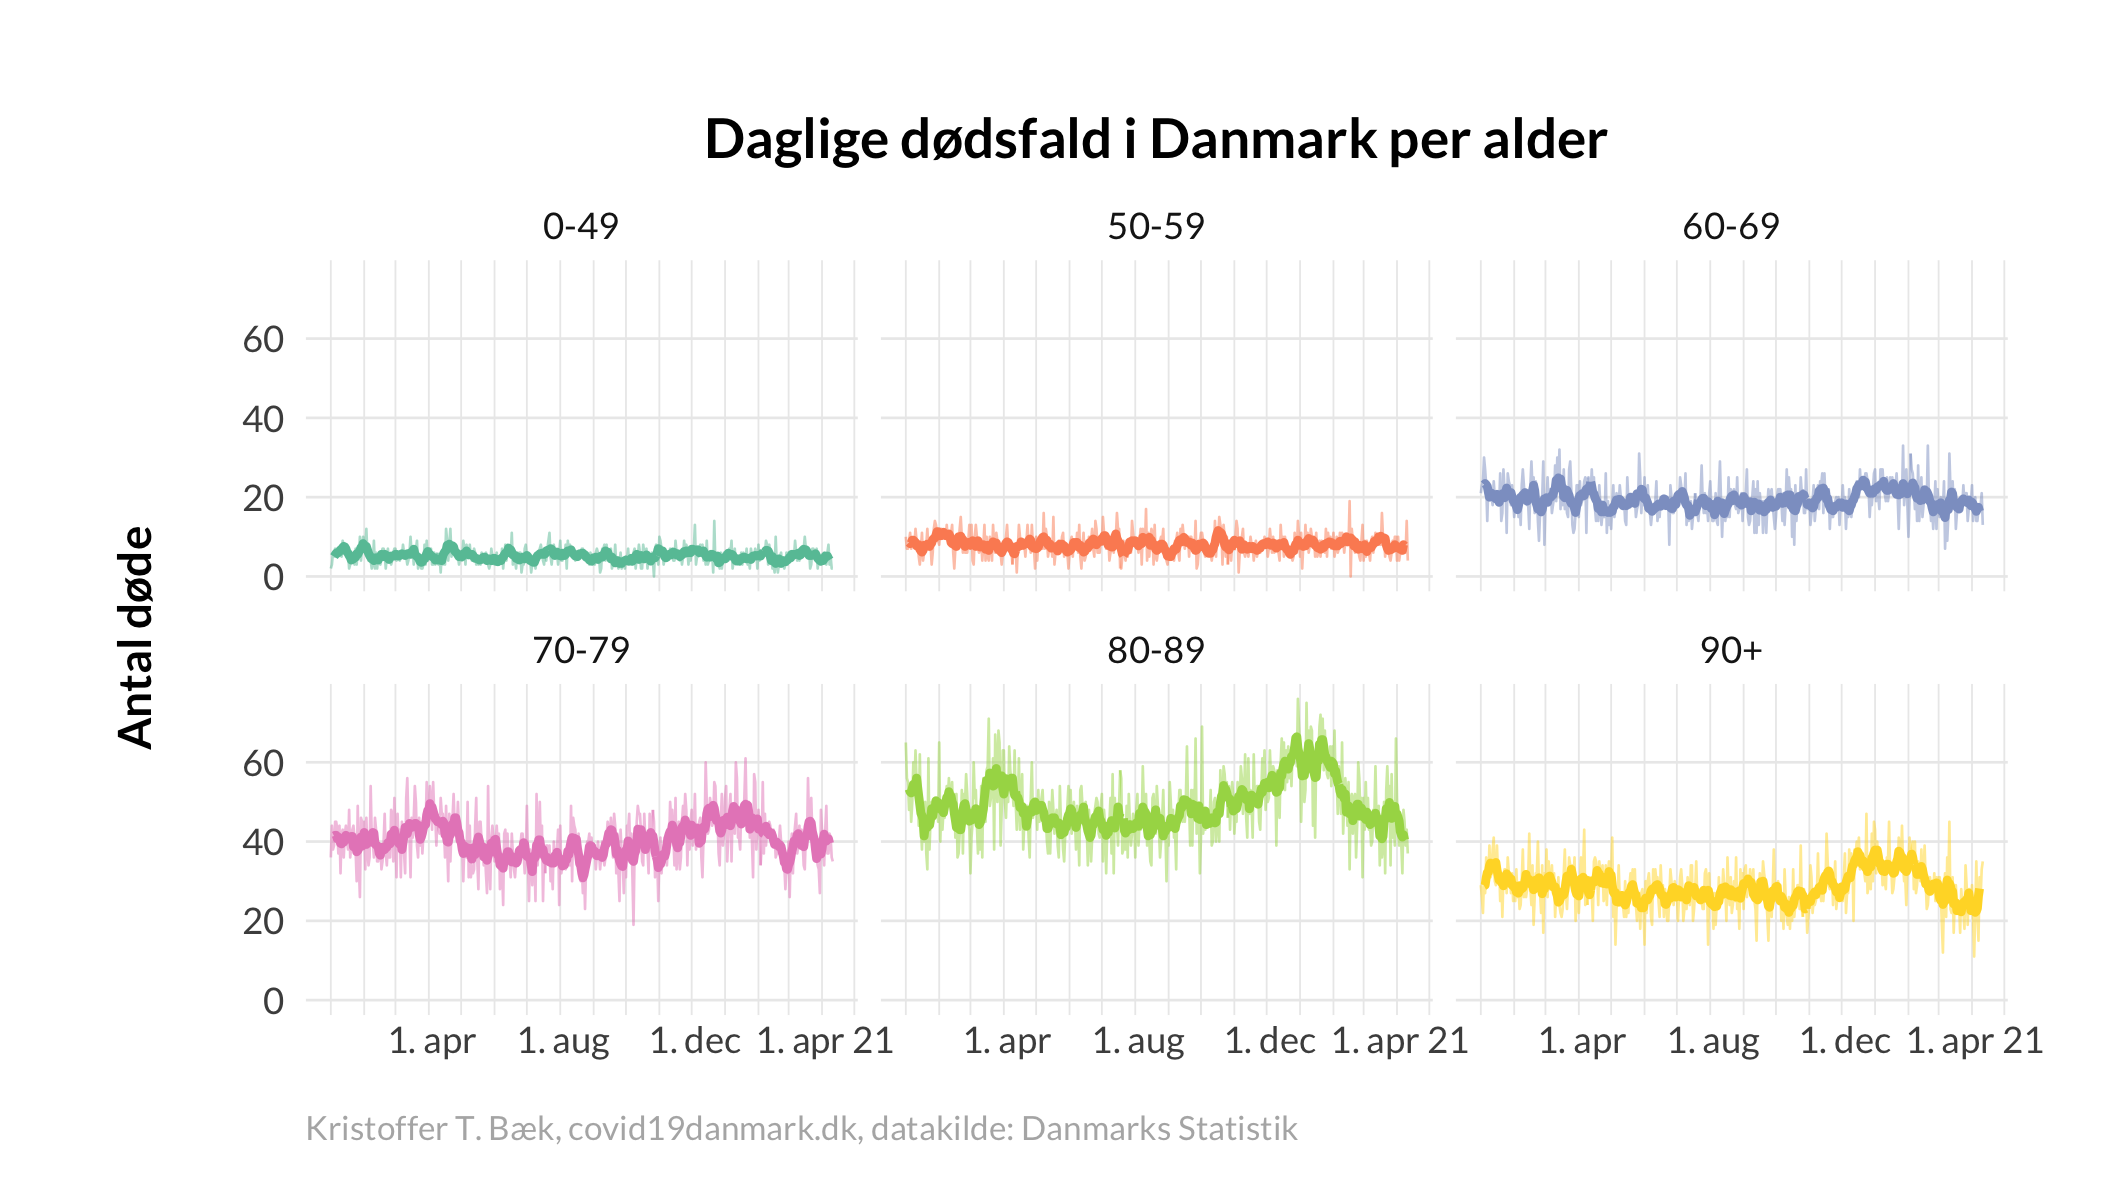 Daglige dødsfald i Danmark per alder
0-49 50-59 60-69
60
40
20
0
Antal døde
70-79 80-89 90+
60
40
20
0
1. apr 1. aug 1. dec 1. apr 21 1. apr 1. aug 1. dec 1. apr 21 1. apr 1. aug 1. dec 1. apr 21
Kristoffer T. Bæk, covid19danmark.dk, datakilde: Danmarks Statistik